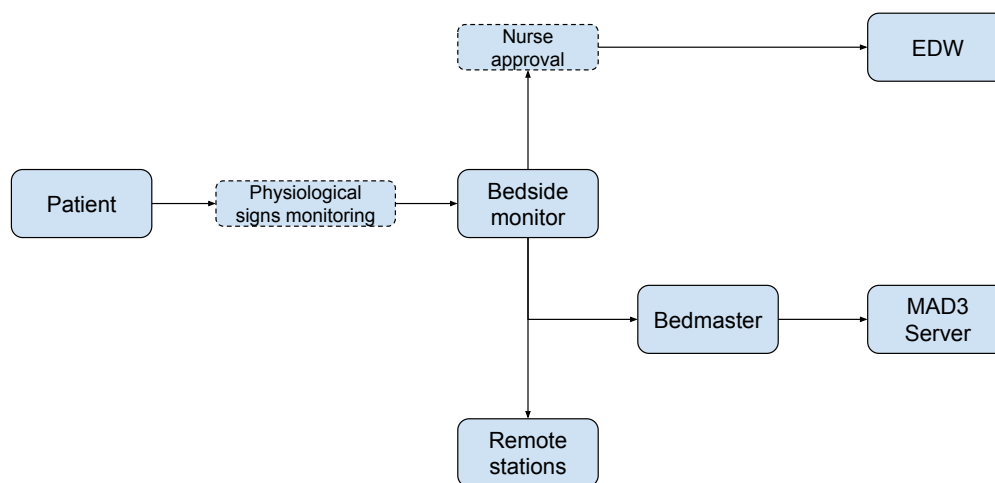 Nurse
approval
EDW
Patient
Physiological
signs monitoring
Bedside
monitor
Bedmaster
MAD3
Server
Remote
stations